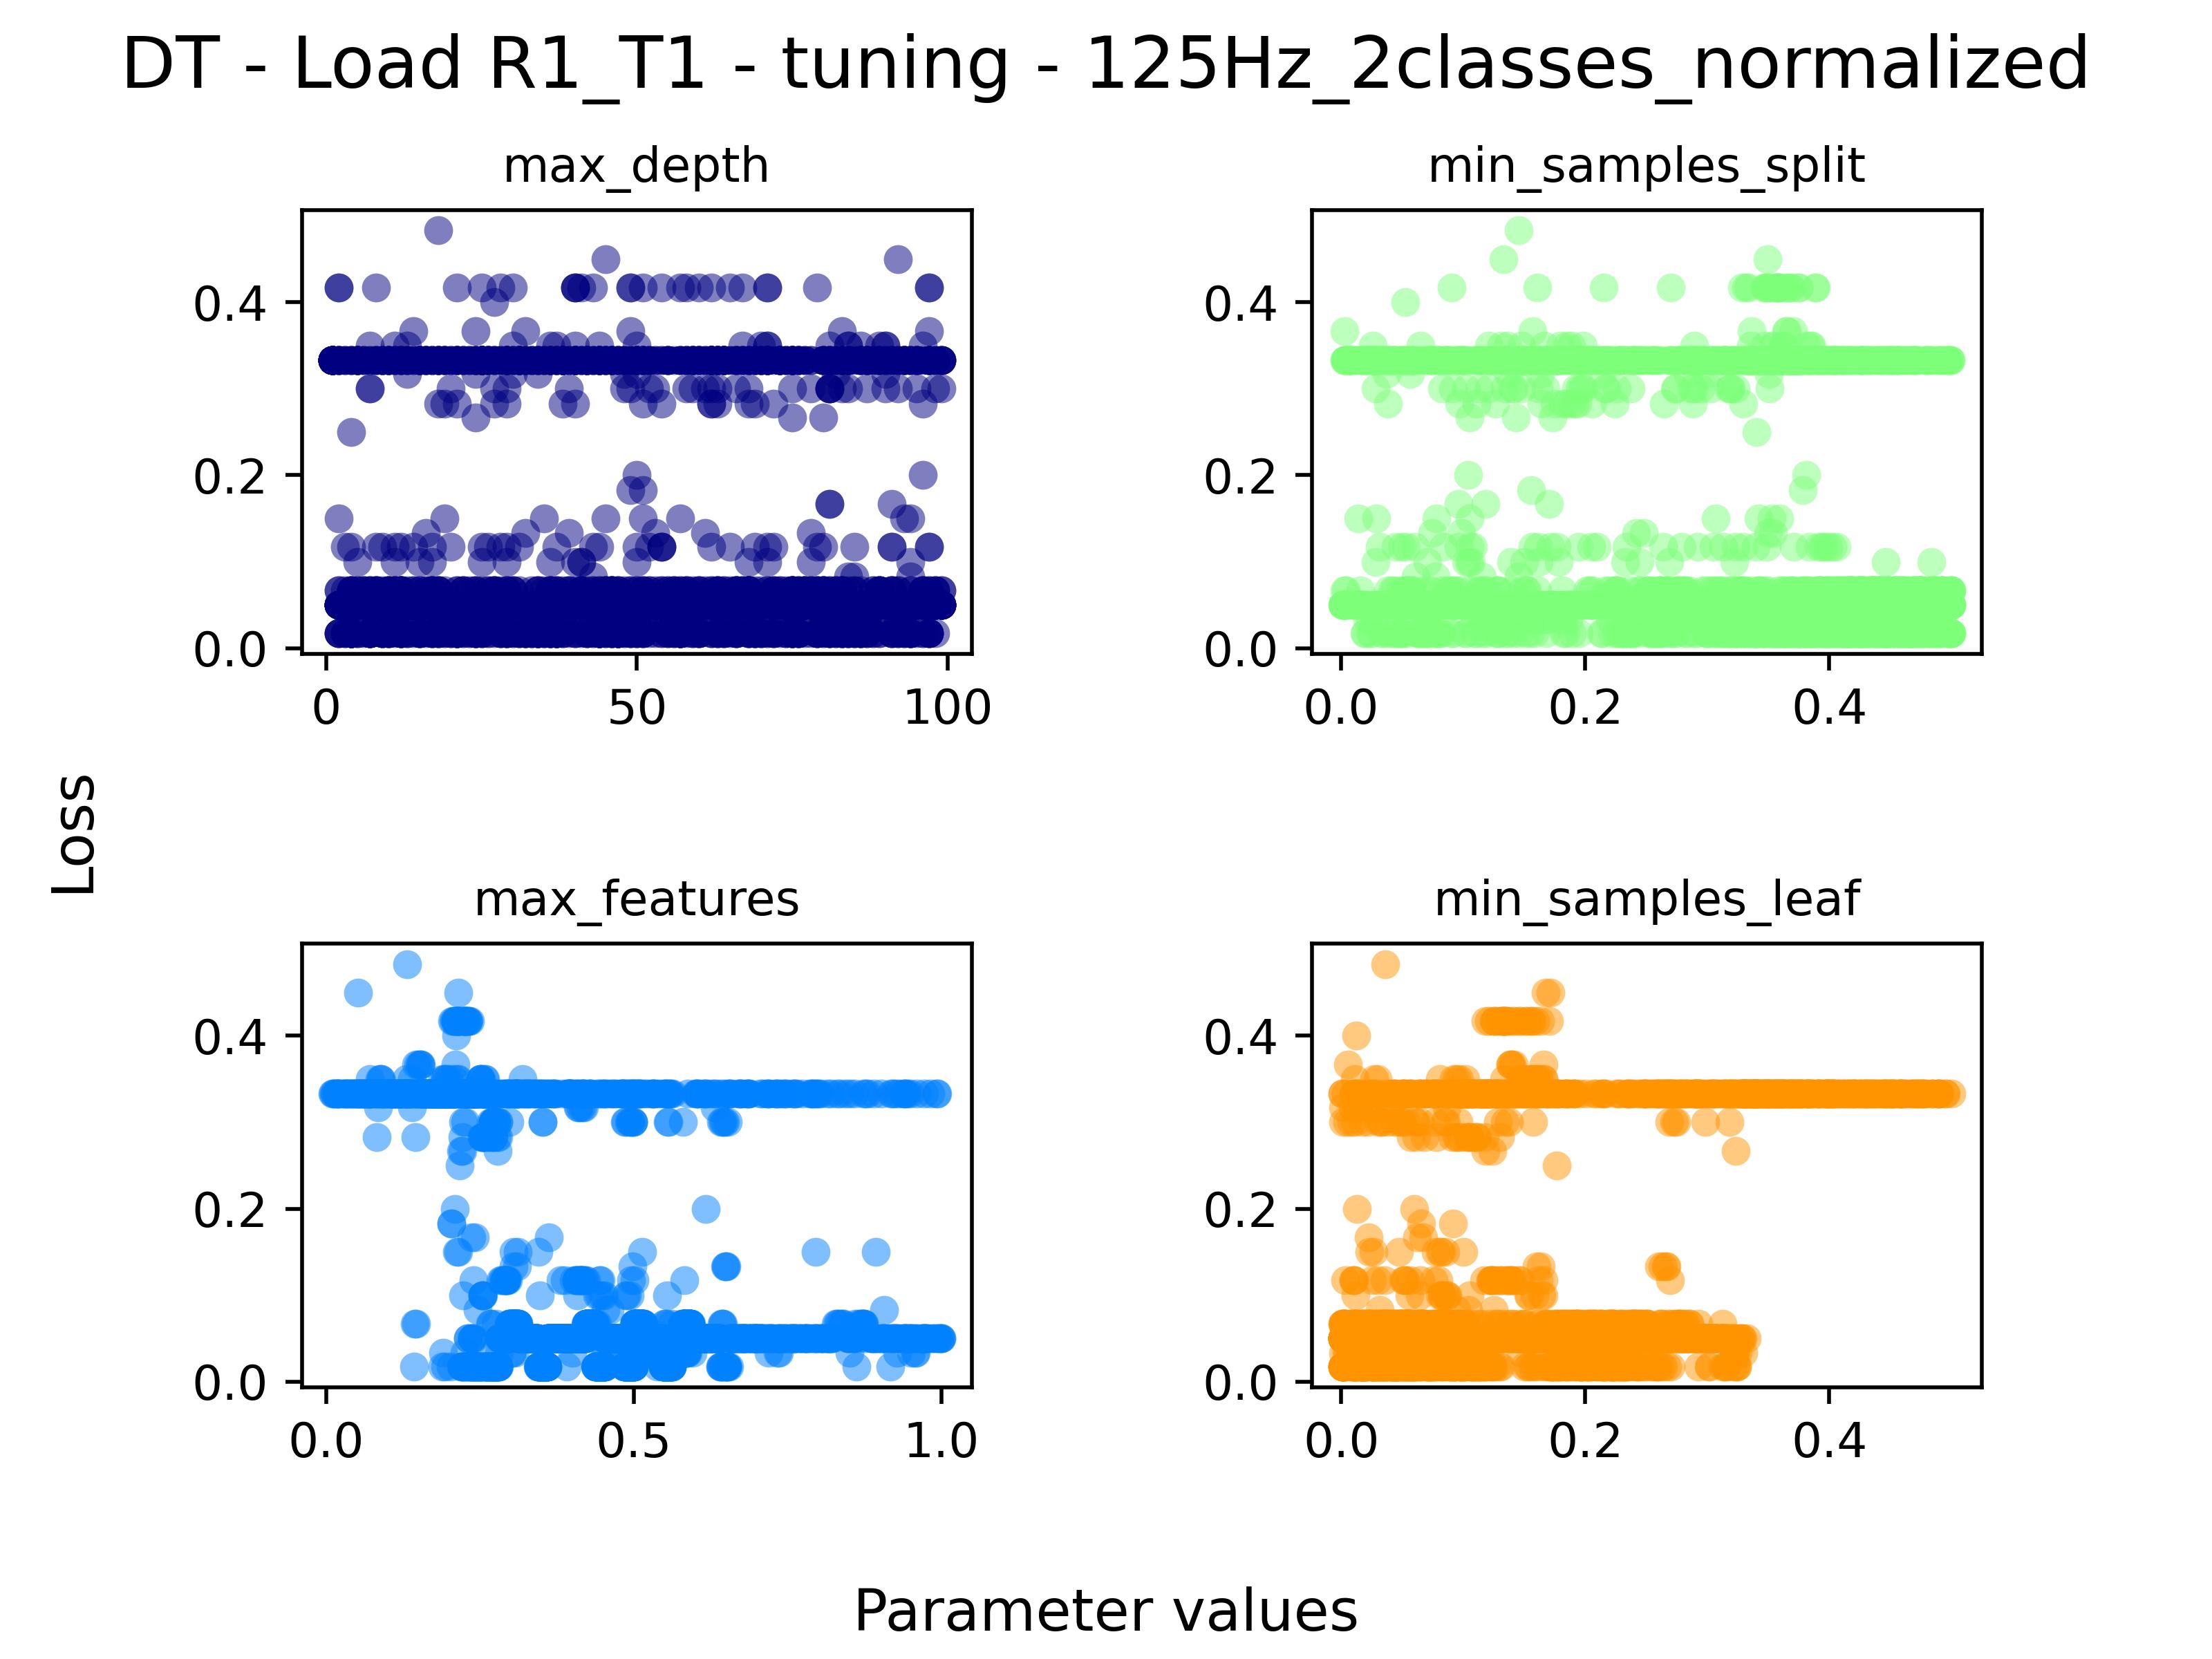 DT - Load R1_T1 - tuning - 125Hz_2classes_normalized
max_depth
min_samples_split
0.4
0.2
0.0
0 50 100
0.4
0.2
0.0
0.0 0.2 0.4
Loss
max_features
min_samples_leaf
0.4
0.2
0.0
0.0 0.5 1.0
0.4
0.2
0.0
0.0 0.2 0.4
Parameter values